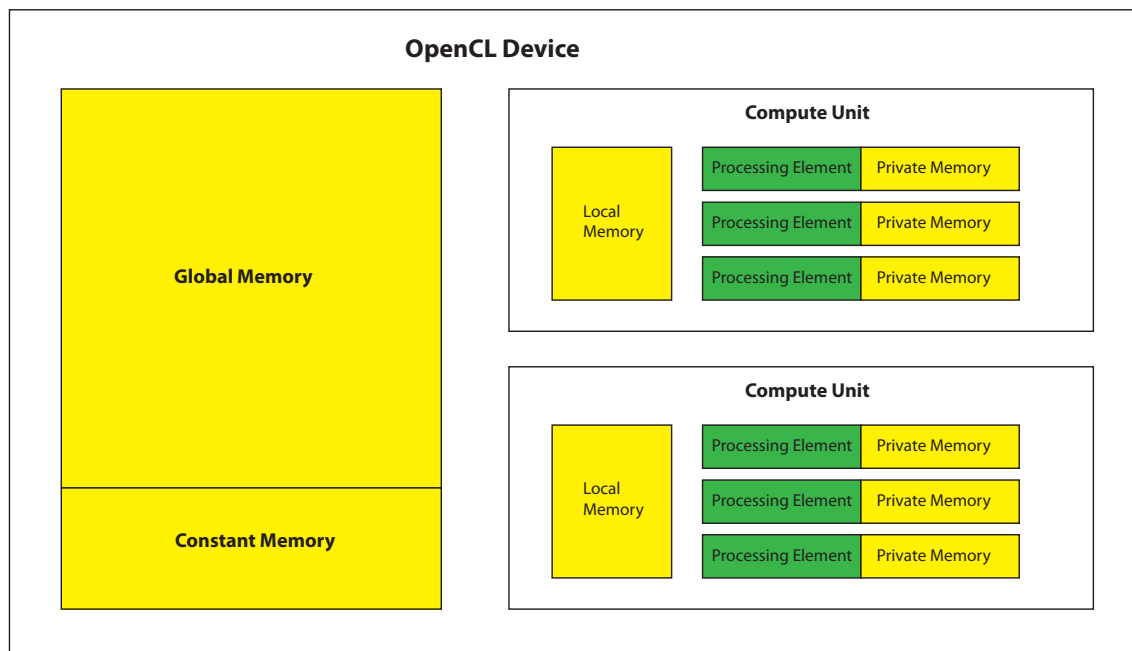 OpenCL Device
Global Memory
Constant Memory
Compute Unit
Local
Memory
Processing Element
Private Memory
Processing Element
Private Memory
Processing Element
Private Memory
Compute Unit
Local
Memory
Processing Element
Private Memory
Processing Element
Private Memory
Processing Element
Private Memory